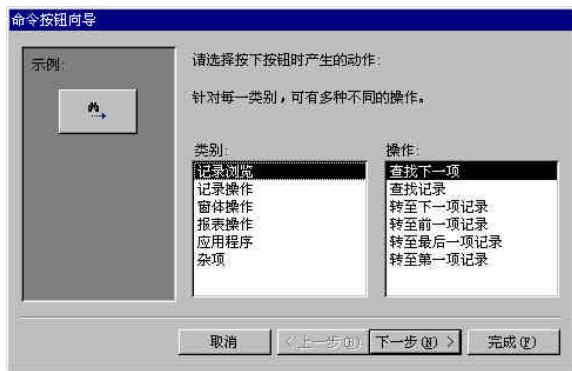 命令按钮向导
示例:
请选择按下按钮时产生的动作:
针对每一类别，可有多种不同的操作。
类别:
记录浏览
记录操作
窗体操作
报表操作
应用程序
杂项
操作:
查找下一项
查找记录
转至下一项记录
转至前一项记录
转至最后一项记录
转至第一项记录
取消
<上一步(B)
下一步(N) >
完成(F)